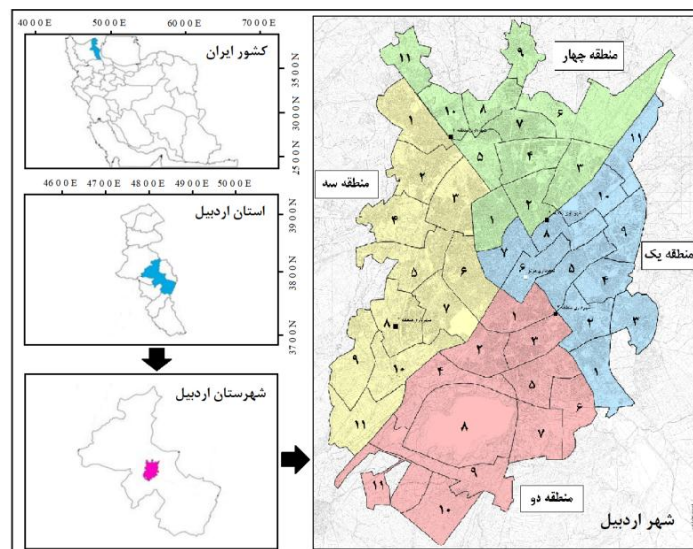 4000E 5000E 6000E 7000E
کشور ایران
3500N
3000N
2500N
4600E 4700E 4800E 4900E 5000E
استان اردبیل
3900N
3800N
3700N
شهرستان اردبیل
منطقه چهار
۱۱
۹
۱۰
۸
۷
۶
۵
۴
۳
۱
۲
منطقه سه
۱
۲
۳
۴
۵
۶
۷
۸
۹
۱۰
۱۱
منطقه یک
۱۱
۱۰
۹
۸
۷
۶
۵
۴
۲
۳
۱
منطقه دو
۱
۲
۳
۴
۵
۶
۸
۷
۹
۱۱
۱۰
شهر اردبیل